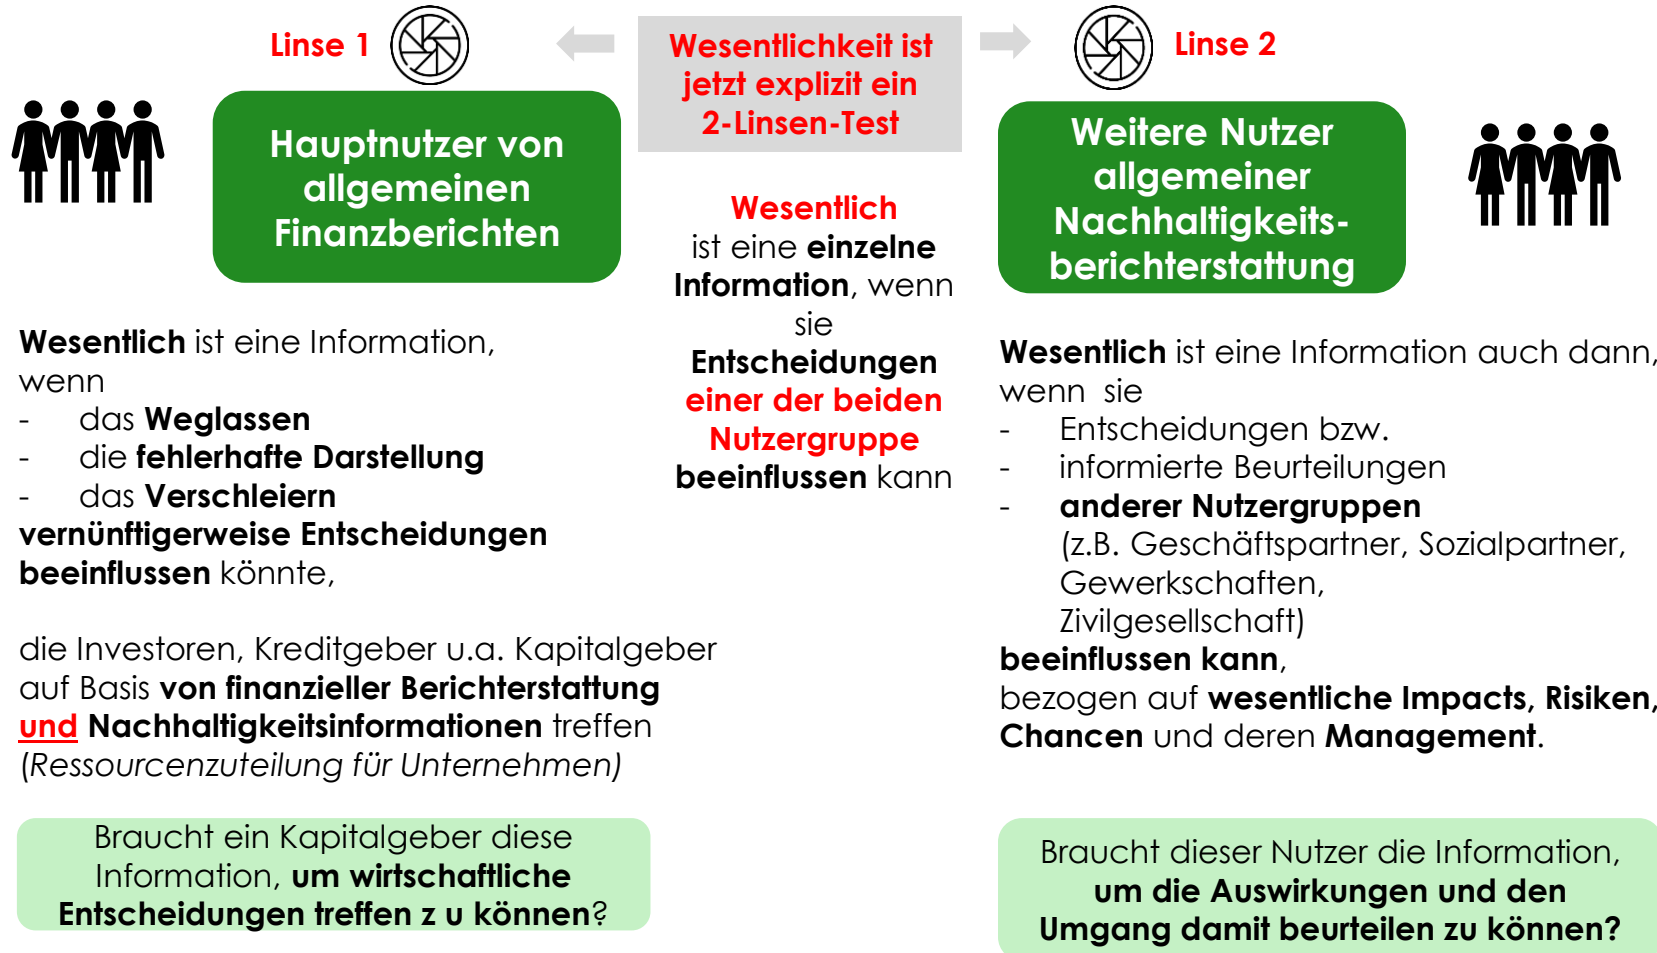 Linse 1
Wesentlichkeit ist
jetzt explizit ein
2-Linsen-Test
Linse 2
Hauptnutzer von
allgemeinen
Finanzberichten
Weitere Nutzer
allgemeiner
Nachhaltigkeits-
berichterstattung
Wesentlich
ist eine einzelne
Information, wenn
sie
Entscheidungen
einer der beiden
Nutzergruppe
beeinflussen kann
Wesentlich ist eine Information,
wenn
- das Weglassen
- die fehlerhafte Darstellung
- das Verschleiern
vernünftigerweise Entscheidungen
beeinflussen könnte,
die Investoren, Kreditgeber u.a. Kapitalgeber
auf Basis von finanzieller Berichterstattung
und Nachhaltigkeitsinformationen treffen
(Ressourcenzuteilung für Unternehmen)
Braucht ein Kapitalgeber diese
Information, um wirtschaftliche
Entscheidungen treffen z u können?
Wesentlich ist eine Information auch dann,
wenn sie
- Entscheidungen bzw.
- informierte Beurteilungen
- anderer Nutzergruppen
(z.B. Geschäftspartner, Sozialpartner,
Gewerkschaften,
Zivilgesellschaft)
beeinflussen kann,
bezogen auf wesentliche Impacts, Risiken,
Chancen und deren Management.
Braucht dieser Nutzer die Information,
um die Auswirkungen und den
Umgang damit beurteilen zu können?